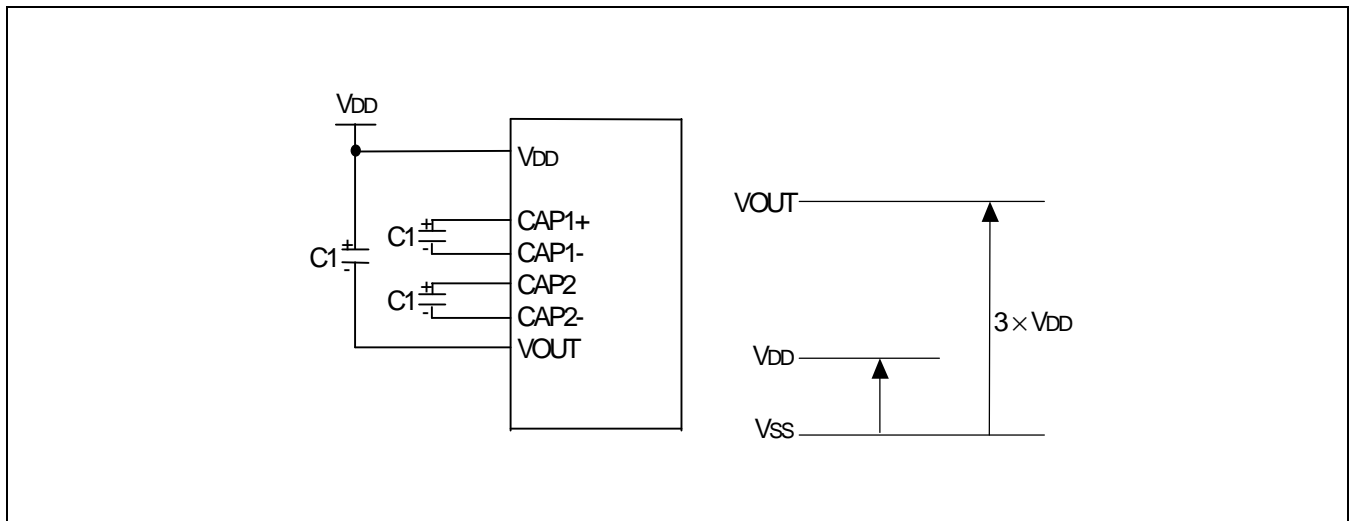 VDD
VDD
C1
+
-
C1
+
-
CAP1+
CAP1-
C1
+
-
CAP2
CAP2-
VOUT
VOUT
3 × VDD
VDD
VSS